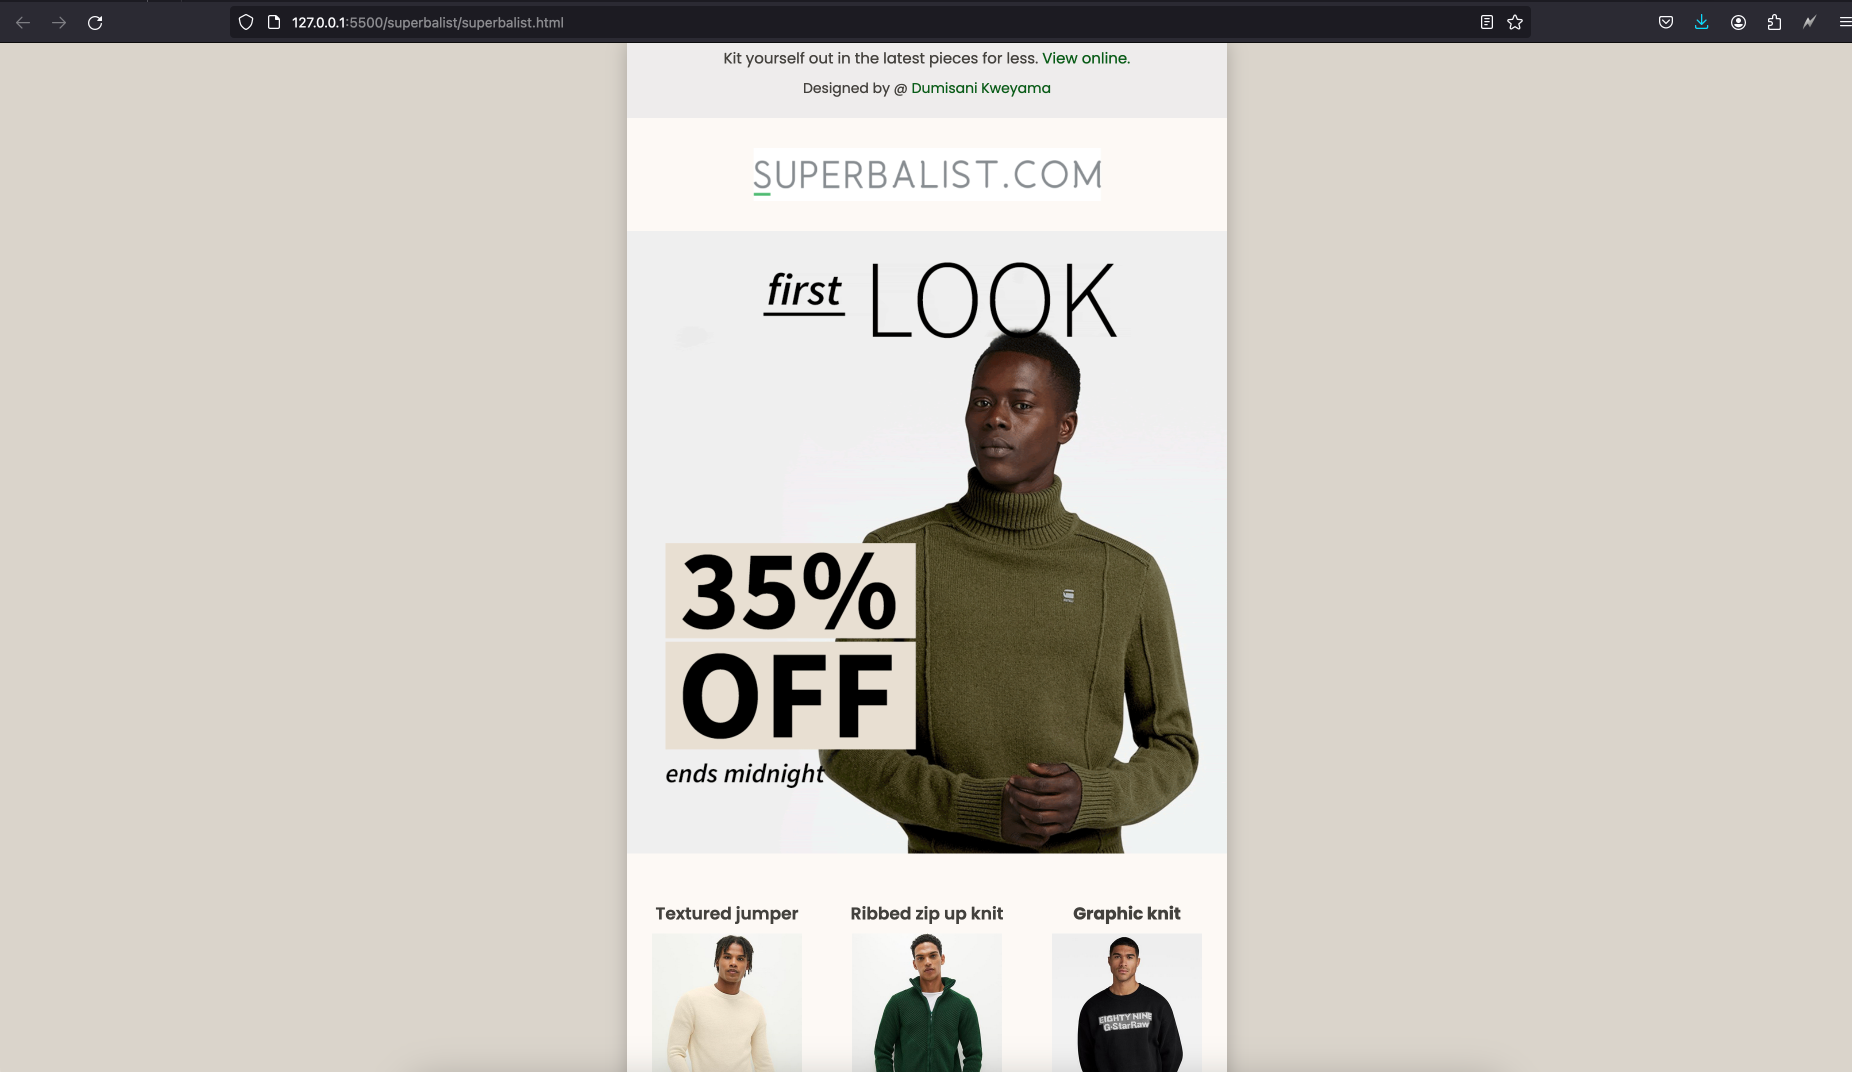 127.0.0.1:5500/superbalist/superbalist.html
Kit yourself out in the latest pieces for less. View online.
Designed by @ Dumisani Kweyama
SUPERBALIST.COM
first LOOK
35%
OFF
ends midnight
Textured jumper
Ribbed zip up knit
Graphic knit
EIGHTY NINE
G-StarRaw